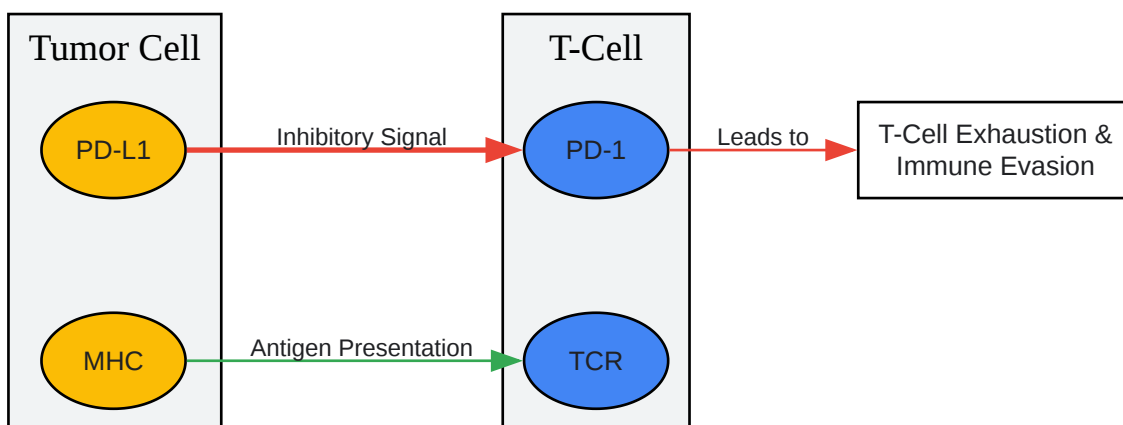 Tumor Cell
T-Cell
PD-L1
Inhibitory Signal
PD-1
Leads to
T-Cell Exhaustion &
Immune Evasion
MHC
Antigen Presentation
TCR